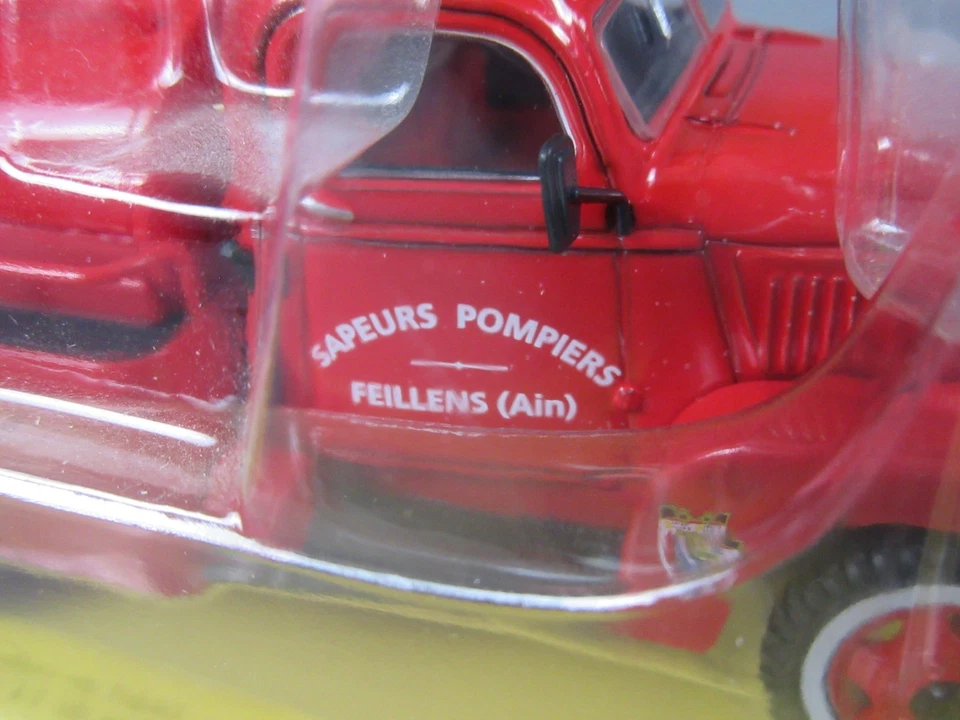 SAPEURS POMPIERS
FEILLENS (Ain)